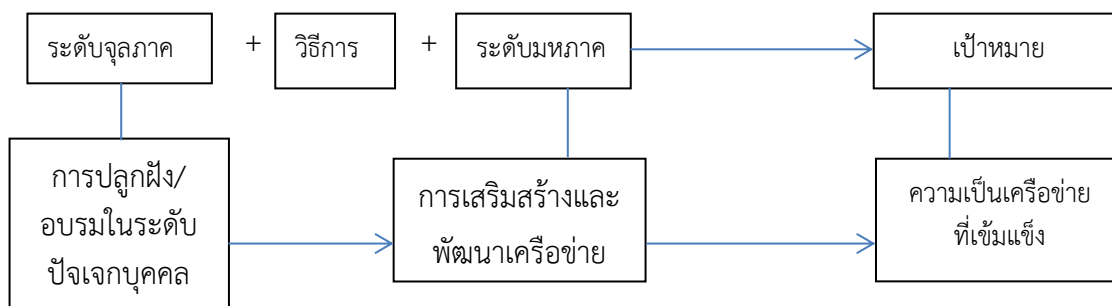 ระดับจุลภาค + วิธีการ + ระดับมหภาค เป้าหมาย
การปลูกฝัง/
อบรมในระดับ
ปัจเจกบุคคล
การเสริมสร้างและ
พัฒนาเครือข่าย
ความเป็นเครือข่าย
ที่เข้มแข็ง